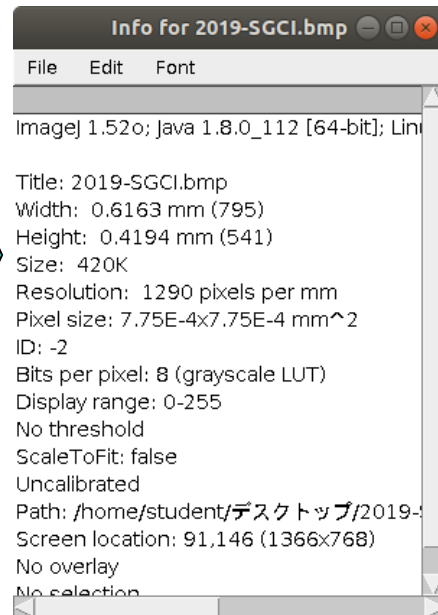 Info for 2019-SGCI.bmp
File Edit Font
ImageJ 1.52o; Java 1.8.0_112 [64-bit];
Title: 2019-SGCI.bmp
Width: 0.6163 mm (795)
Height: 0.4194 mm (541)
Size: 420K
Resolution: 1290 pixels per mm
Pixel size: 7.75E-4x7.75E-4 mm^2
ID: -2
Bits per pixel: 8 (grayscale LUT)
Display range: 0-255
No threshold
ScaleToFit: false
Uncalibrated
Path: /home/student/デスクトップ/2019-
Screen location: 91,146 (1366x768)
No overlay
No selection